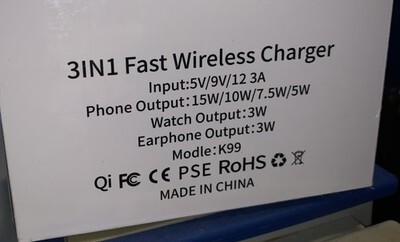 3IN1 Fast Wireless Charger
Input:5V/9V/12 3A
Phone Output:15W/10W/7.5W/5W
Watch Output:3W
Earphone Output:3W
Modle:K99
Qi FC CE PSE RoHS
MADE IN CHINA